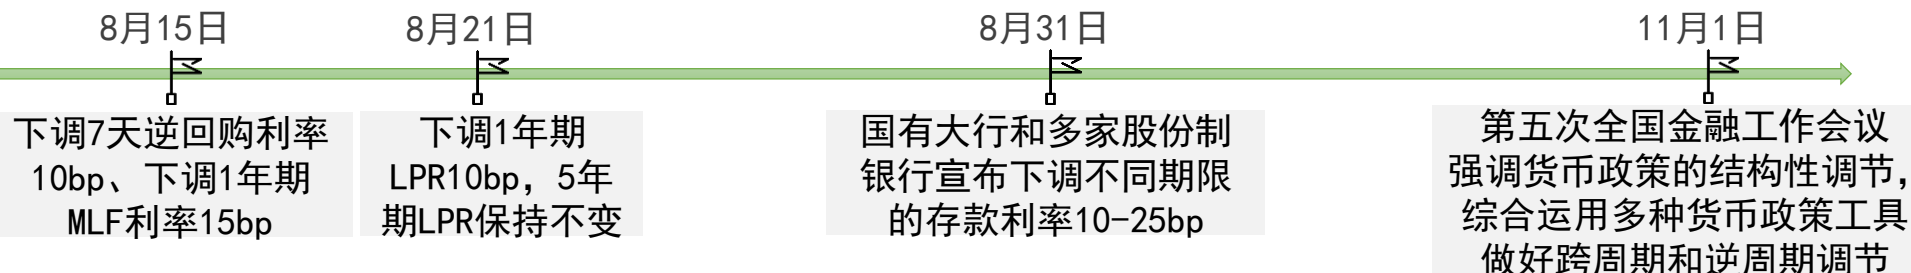 8月15日
下调7天逆回购利率
10bp、下调1年期
MLF利率15bp
8月21日
下调1年期
LPR10bp，5年
期LPR保持不变
8月31日
国有大行和多家股份制
银行宣布下调不同期限
的存款利率10-25bp
11月1日
第五次全国金融工作会议
强调货币政策的结构性调节，
综合运用多种货币政策工具
做好跨周期和逆周期调节